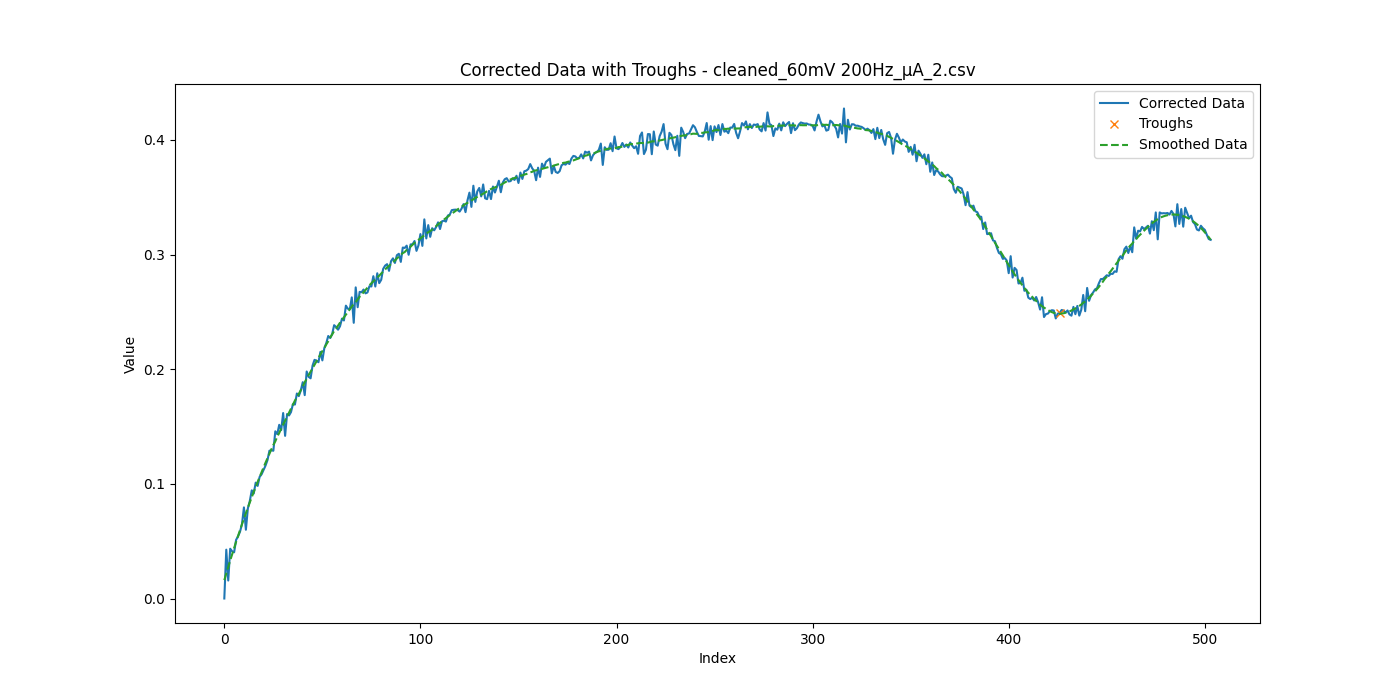 Corrected Data with Troughs - cleaned_60mV 200Hz_µA_2.csv
Corrected Data
Troughs
Smoothed Data
Value
0.4
0.3
0.2
0.1
0.0
0 100 200 300 400 500
Index